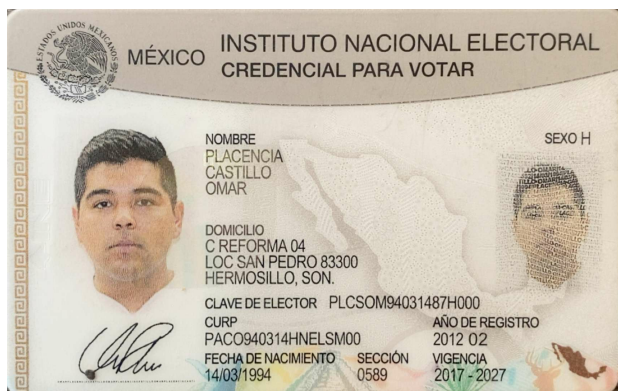 ESTADOS UNIDOS MEXICANOS
MÉXICO INSTITUTO NACIONAL ELECTORAL
CREDENCIAL PARA VOTAR
NOMBRE SEXO H
PLACENCIA
CASTILLO
OMAR
DOMICILIO
C REFORMA 04
LOC SAN PEDRO 83300
HERMOSILLO, SON.
CLAVE DE ELECTOR PLCSOM94031487H000
CURP AÑO DE REGISTRO
PACO940314HNELSM00 2012 02
FECHA DE NACIMIENTO SECCIÓN VIGENCIA
14/03/1994 0589 2017 - 2027